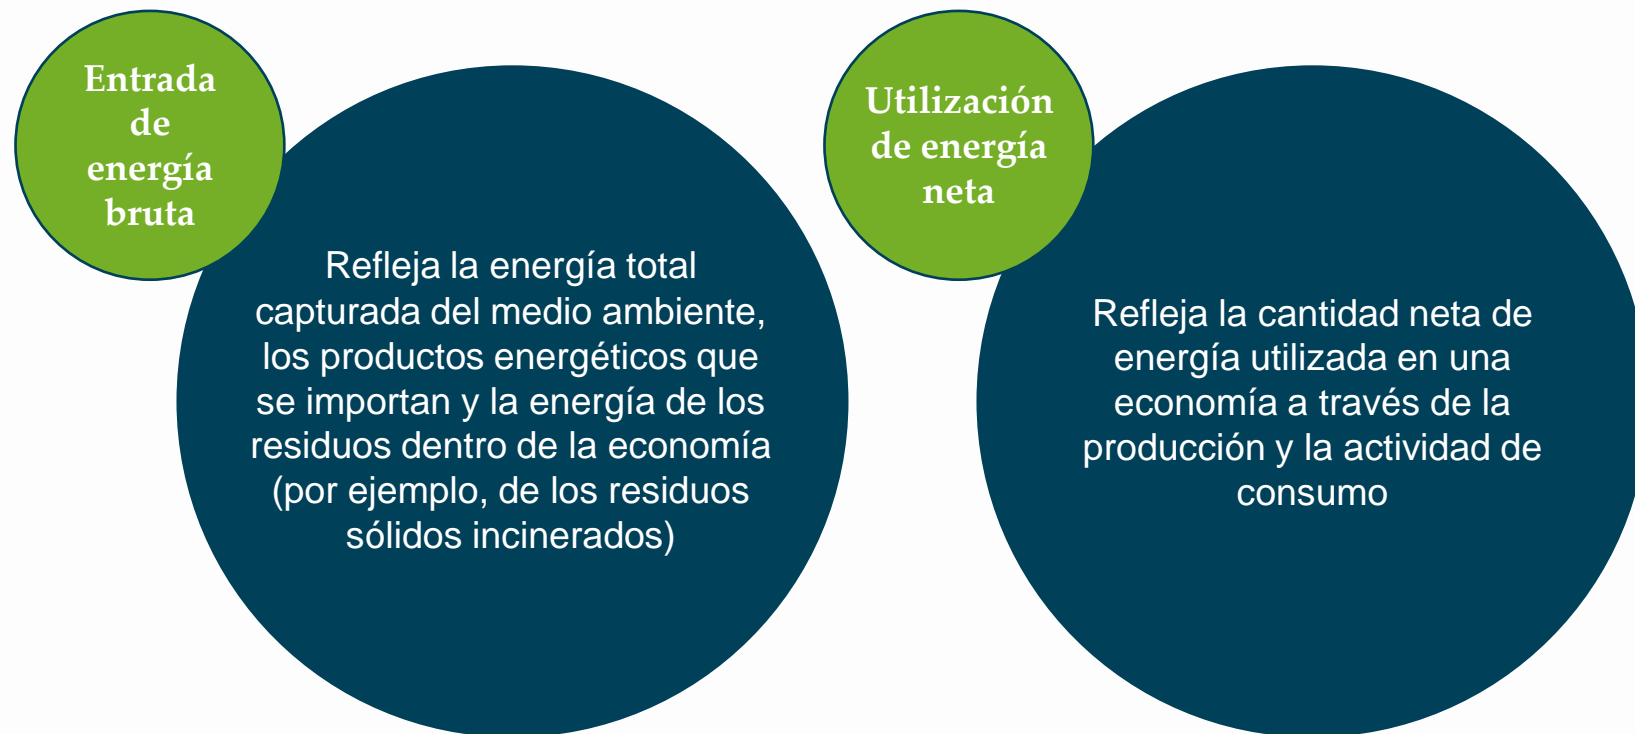 Entrada
de
energía
bruta
Refleja la energía total
capturada del medio ambiente,
los productos energéticos que
se importan y la energía de los
residuos dentro de la economía
(por ejemplo, de los residuos
sólidos incinerados)
Utilización
de energía
neta
Refleja la cantidad neta de
energía utilizada en una
economía a través de la
producción y la actividad de
consumo